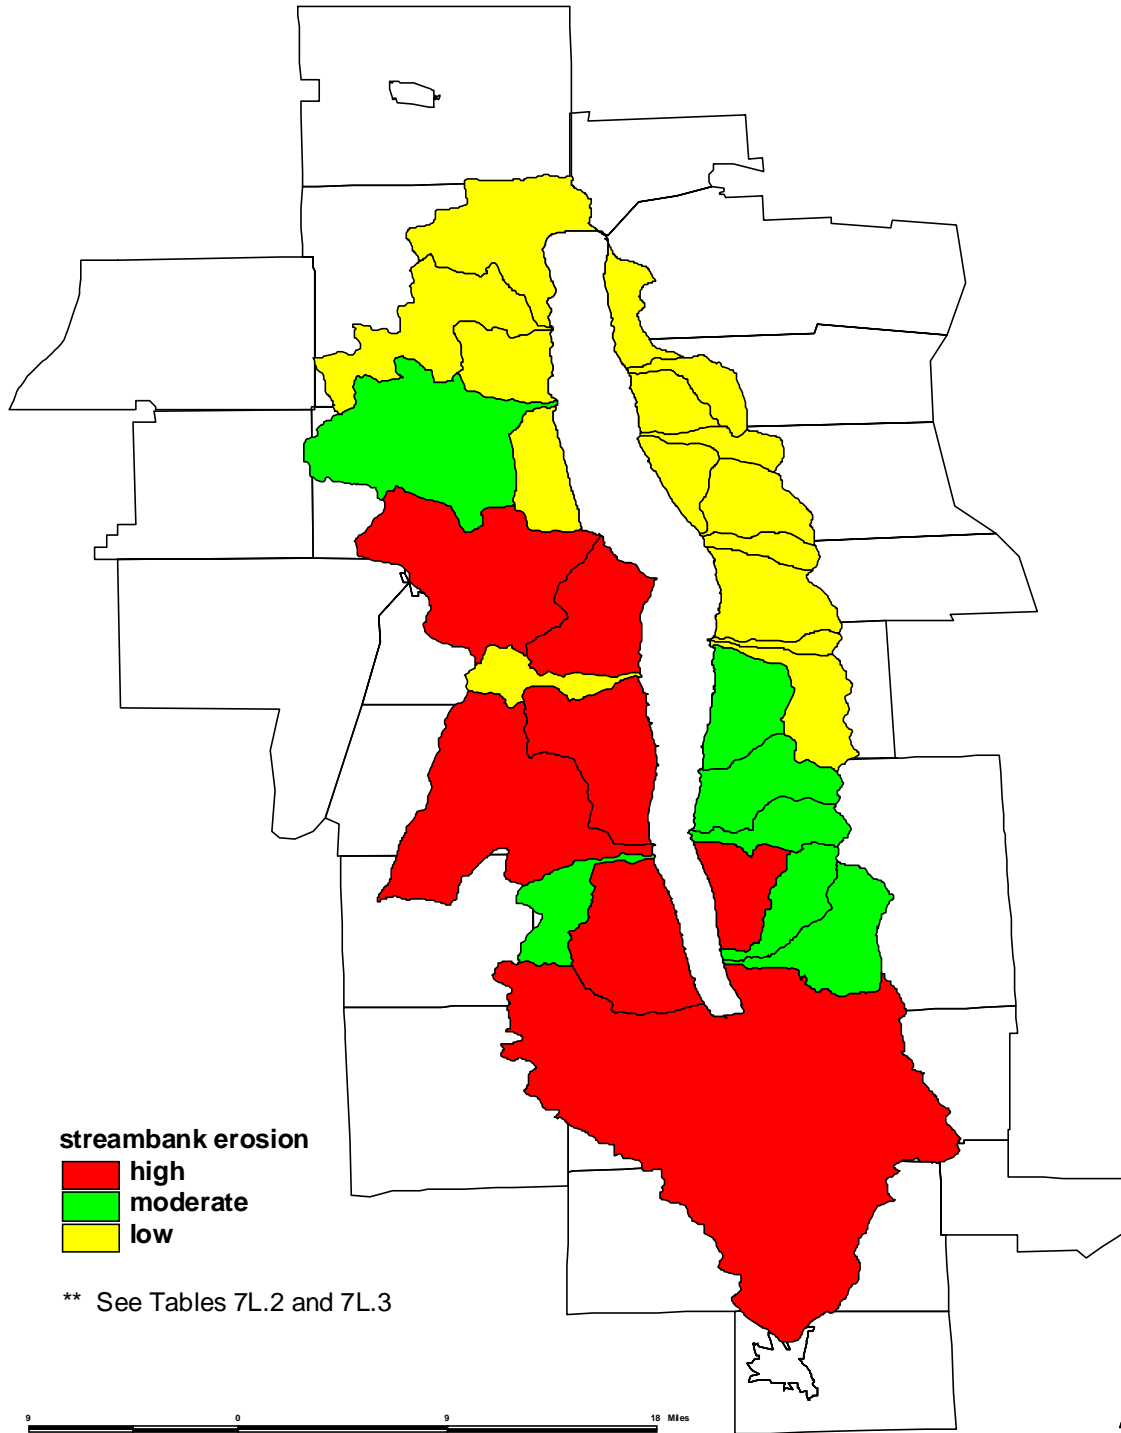 streambank erosion
high
moderate
low
** See Tables 7L.2 and 7L.3
9 0 9 18 Miles